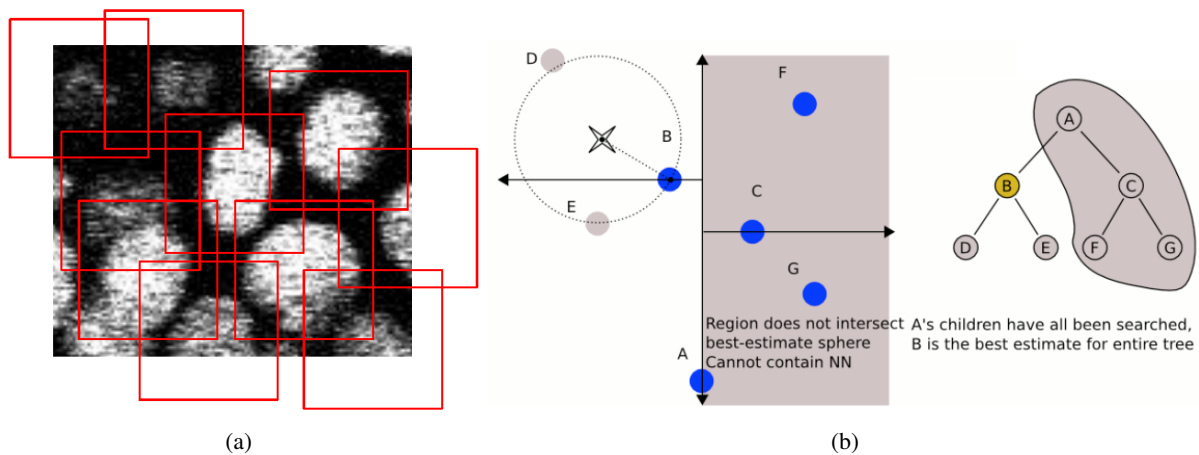 D
F
B
A
C
B
C
E
D
E
F
G
G
Region does not intersect
best-estimate sphere
Cannot contain NN
A's children have all been searched,
B is the best estimate for entire tree
A
(a)
(b)